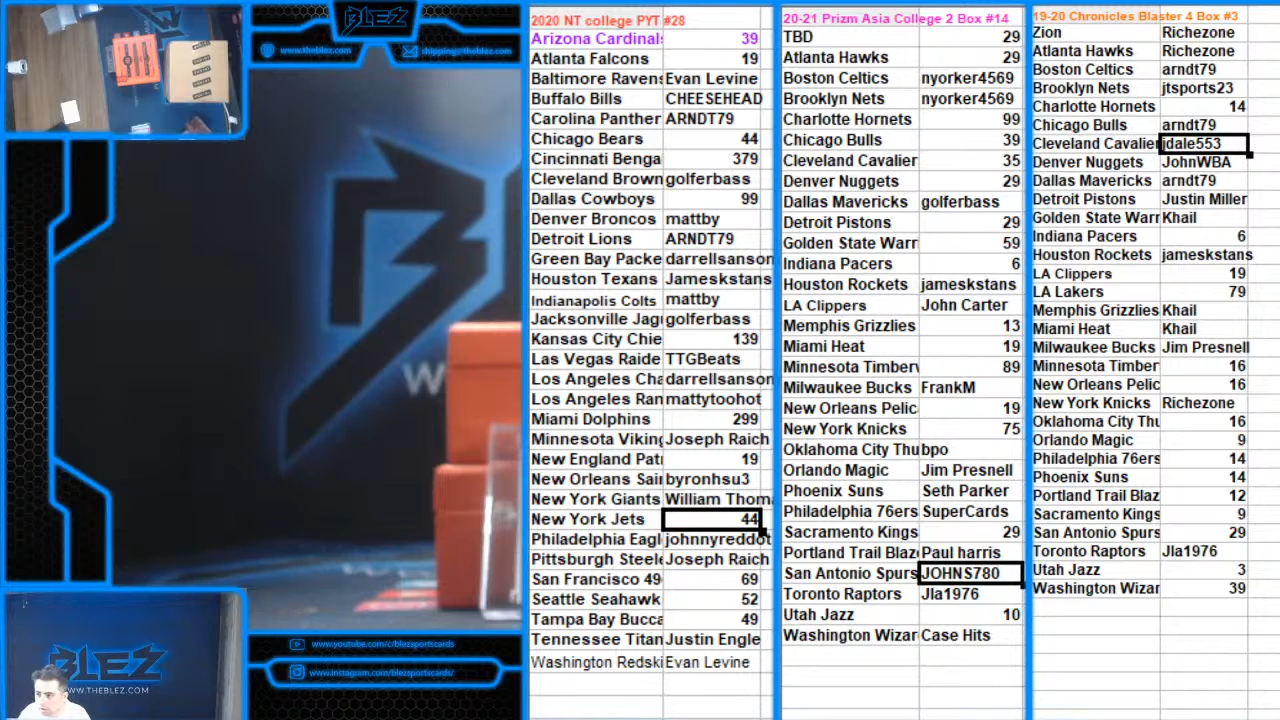 BLEZ
www.theblez.com
shipping@theblez.com
W
www.youtube.com/c/blezsportscards
www.instagram.com/blezsportscards/
BLEZ
WWW.THEBLEZ.COM
2020 NT college PYT #28
Arizona Cardinals 39
Atlanta Falcons 19
Baltimore Ravens Evan Levine
Buffalo Bills CHEESEHEAD
Carolina Panther ARNDT79
Chicago Bears 44
Cincinnati Benga 379
Cleveland Brown golferbass
Dallas Cowboys 99
Denver Broncos mattby
Detroit Lions ARNDT79
Green Bay Packe darrellsanson
Houston Texans Jameskstans
Indianapolis Colts mattby
Jacksonville Jagu golferbass
Kansas City Chie 139
Las Vegas Raide TTGBeats
Los Angeles Cha darrellsanson
Los Angeles Ran mattytoohot
Miami Dolphins 299
Minnesota Viking Joseph Raich
New England Patr 19
New Orleans Sain byronhsu3
New York Giants William Thoma
New York Jets 44
Philadelphia Eagl johnnyreddot
Pittsburgh Steele Joseph Raich
San Francisco 49 69
Seattle Seahawk 52
Tampa Bay Bucca 49
Tennessee Titan Justin Engle
Washington Redski Evan Levine
20-21 Prizm Asia College 2 Box #14
TBD 29
Atlanta Hawks 29
Boston Celtics nyorker4569
Brooklyn Nets nyorker4569
Charlotte Hornets 99
Chicago Bulls 39
Cleveland Cavalier 35
Denver Nuggets 29
Dallas Mavericks golferbass
Detroit Pistons 29
Golden State Warr 59
Indiana Pacers 6
Houston Rockets jameskstans
LA Clippers John Carter
Memphis Grizzlies 13
Miami Heat 19
Minnesota Timberv 89
Milwaukee Bucks FrankM
New Orleans Pelic 19
New York Knicks 75
Oklahoma City Thu bpo
Orlando Magic Jim Presnell
Phoenix Suns Seth Parker
Philadelphia 76ers SuperCards
Sacramento Kings 29
Portland Trail Blaze Paul harris
San Antonio Spurs JOHNS780
Toronto Raptors Jla1976
Utah Jazz 10
Washington Wizar Case Hits
19-20 Chronicles Blaster 4 Box #3
Zion Richezone
Atlanta Hawks Richezone
Boston Celtics arndt79
Brooklyn Nets jtsports23
Charlotte Hornets 14
Chicago Bulls arndt79
Cleveland Cavalier jdale553
Denver Nuggets JohnWBA
Dallas Mavericks arndt79
Detroit Pistons Justin Miller
Golden State Warr Khail
Indiana Pacers 6
Houston Rockets jameskstans
LA Clippers 19
LA Lakers 79
Memphis Grizzlies Khail
Miami Heat Khail
Milwaukee Bucks Jim Presnell
Minnesota Timber 16
New Orleans Pelic 16
New York Knicks Richezone
Oklahoma City Thu 16
Orlando Magic 9
Philadelphia 76ers 14
Phoenix Suns 14
Portland Trail Blaz 12
Sacramento Kings 9
San Antonio Spurs 9
Toronto Raptors Jla1976
Utah Jazz 3
Washington Wizar 39